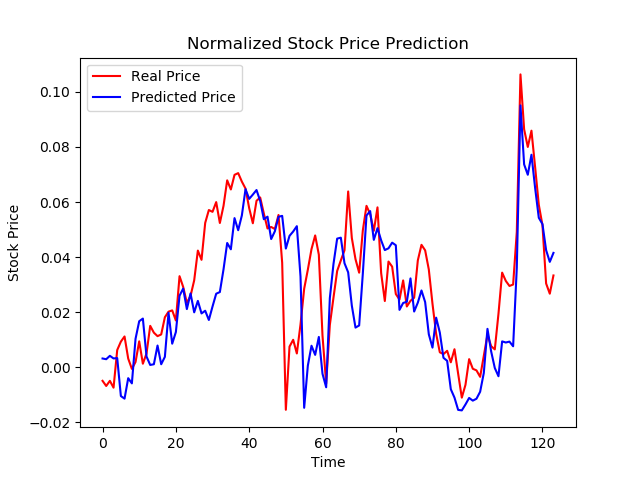 Normalized Stock Price Prediction
Real Price
Predicted Price
Stock Price
0.10
0.08
0.06
0.04
0.02
0.00
−0.02
0 20 40 60 80 100 120
Time